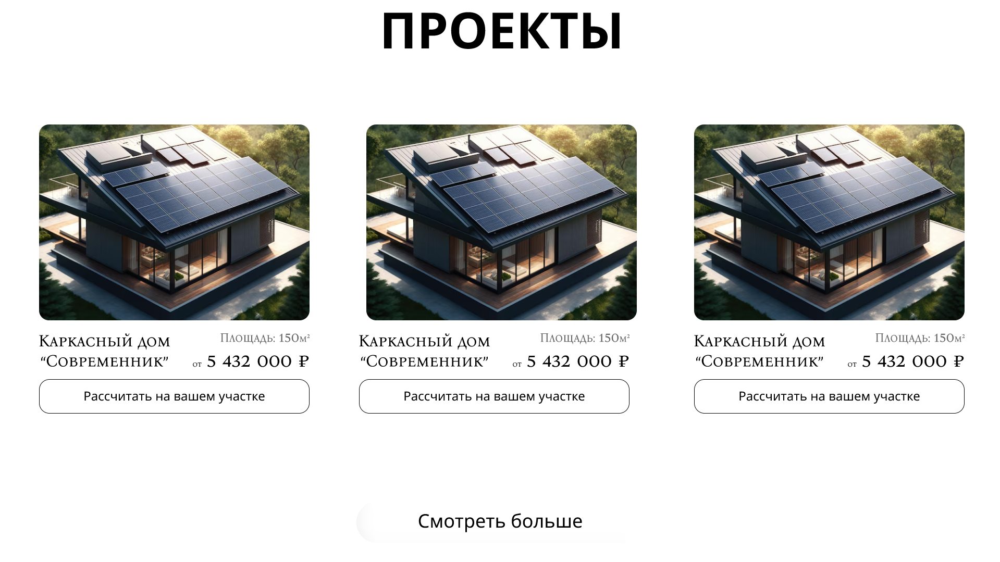 ПРОЕКТЫ
Каркасный дом
“Современник”
Площадь: 150м²
от 5 432 000 ₽
Рассчитать на вашем участке
Каркасный дом
“Современник”
Площадь: 150м²
от 5 432 000 ₽
Рассчитать на вашем участке
Каркасный дом
“Современник”
Площадь: 150м²
от 5 432 000 ₽
Рассчитать на вашем участке
Смотреть больше